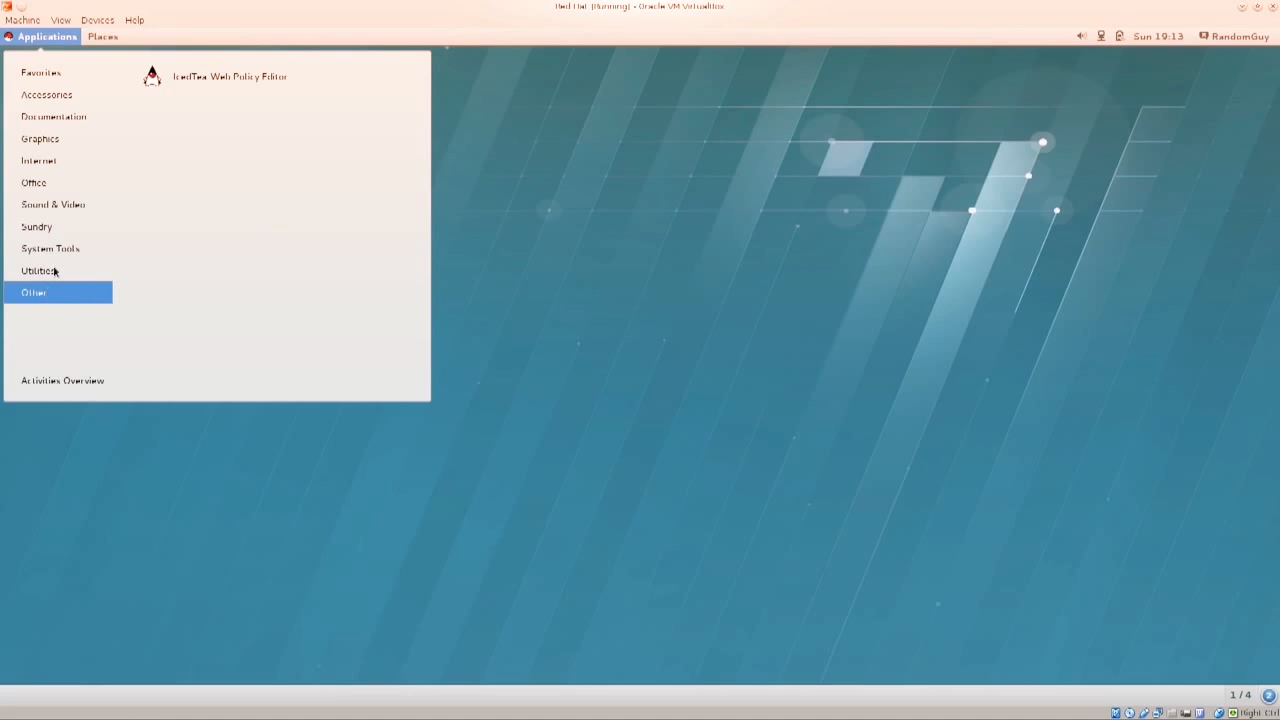 Red Hat [Running] - Oracle VM VirtualBox
Machine View Devices Help
Applications Places
Sun 19:13 RandomGuy
Favorites
IcedTea-Web Policy Editor
Accessories
Documentation
Graphics
Internet
Office
Sound & Video
Sundry
System Tools
Utilities
Other
Activities Overview
1 / 4 2
Right Ctrl